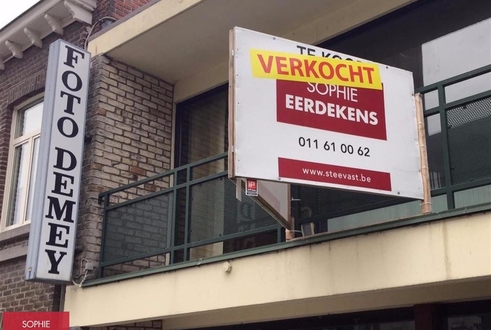 FOTO DEMEY
TE KOOP
VERKOCHT
SOPHIE
EERDEKENS
011 61 00 62
www.steevast.be
SOPHIE